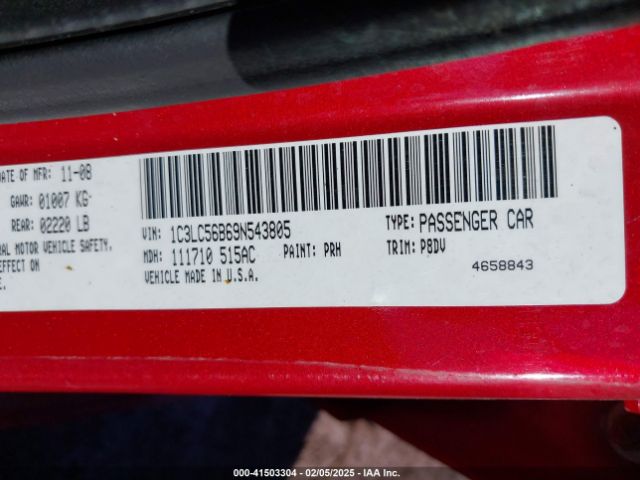 DATE OF MFR: 11-08
GAWR: 01007 KG
REAR: 02220 LB
MOTOR VEHICLE SAFETY,
EFFECT ON
VIN: 1C3LC56B69N543805
TYPE: PASSENGER CAR
MDH: 111710 515AC
PAINT: PRH
TRIM: P8DV
VEHICLE MADE IN U.S.A.
4658843
0-41503304 - 02/05/2025 - IAA Inc.